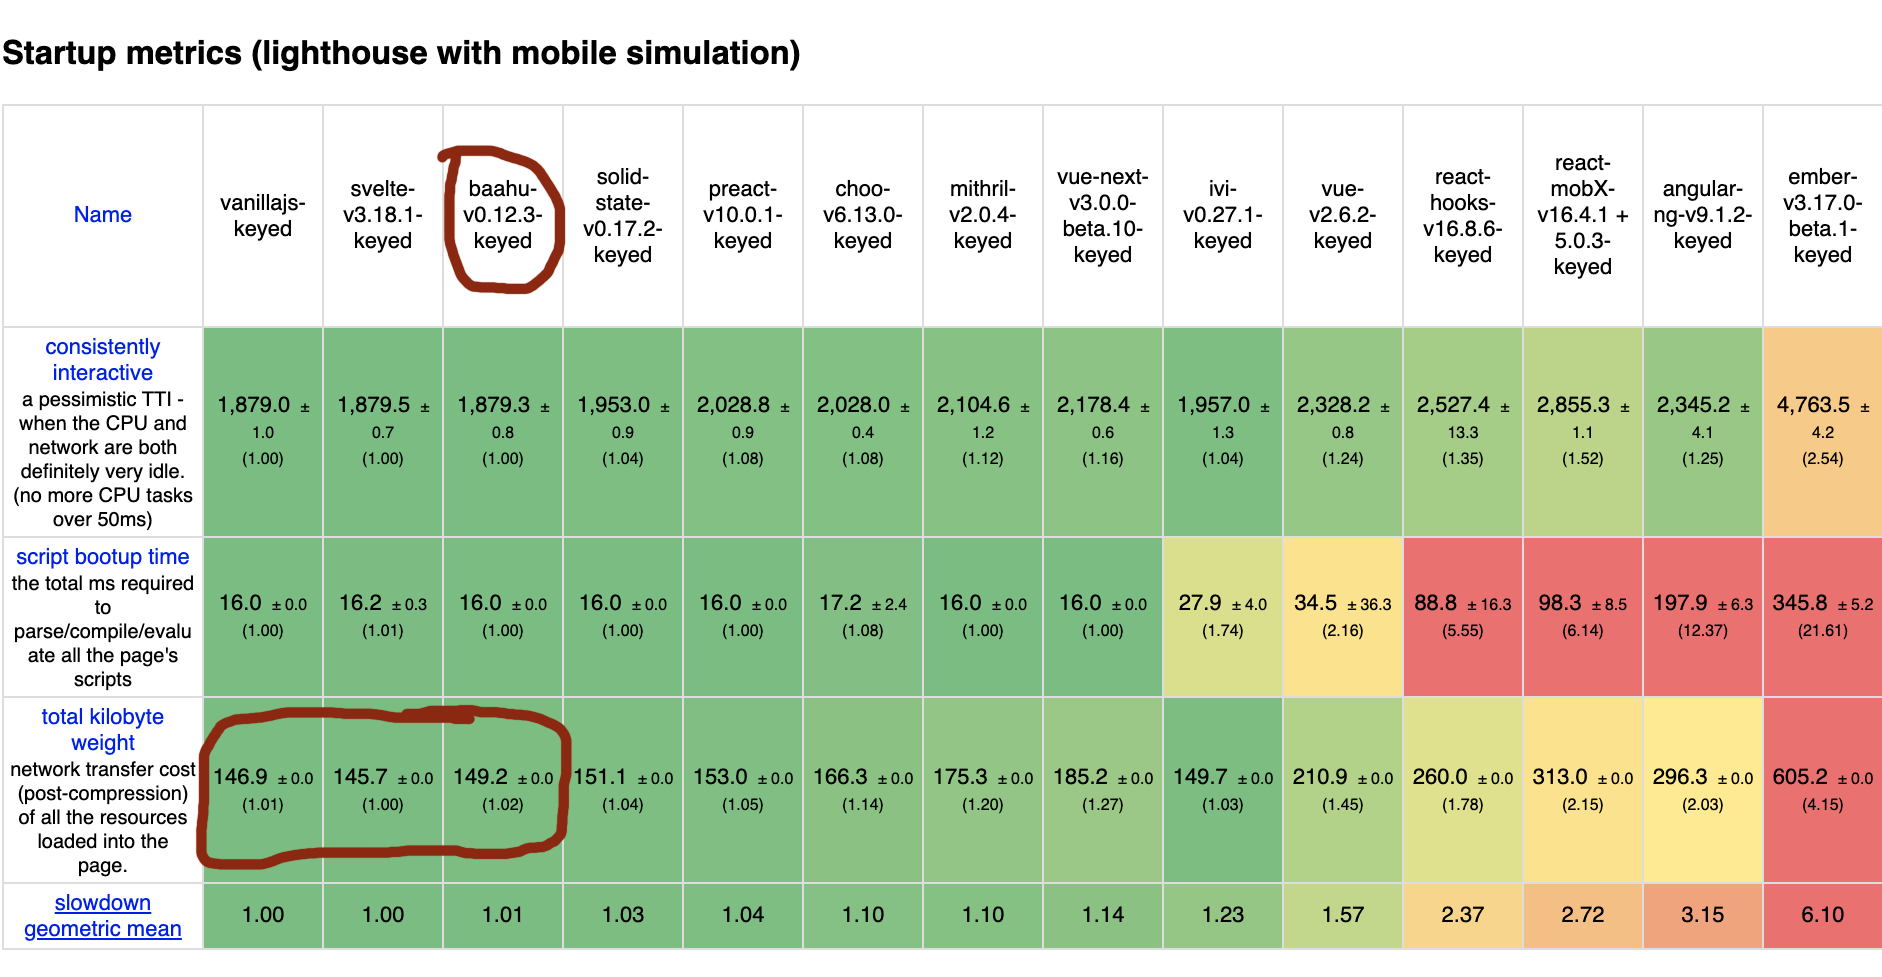 Startup metrics (lighthouse with mobile simulation)
Name
vanillajs-
keyed
svelte-
v3.18.1-
keyed
baahu-
v0.12.3-
keyed
solid-
state-
v0.17.2-
keyed
preact-
v10.0.1-
keyed
choo-
v6.13.0-
keyed
mithril-
v2.0.4-
keyed
vue-next-
v3.0.0-
beta.10-
keyed
ivi-
v0.27.1-
keyed
vue-
v2.6.2-
keyed
react-
hooks-
v16.8.6-
keyed
react-
mobX-
v16.4.1 +
5.0.3-
keyed
angular-
ng-v9.1.2-
keyed
ember-
v3.17.0-
beta.1-
keyed
consistently
interactive
a pessimistic TTI -
when the CPU and
network are both
definitely very idle.
(no more CPU tasks
over 50ms)
1,879.0 ±
1.0
(1.00)
1,879.5 ±
0.7
(1.00)
1,879.3 ±
0.8
(1.00)
1,953.0 ±
0.9
(1.04)
2,028.8 ±
0.9
(1.08)
2,028.0 ±
0.4
(1.08)
2,104.6 ±
1.2
(1.12)
2,178.4 ±
0.6
(1.16)
1,957.0 ±
1.3
(1.04)
2,328.2 ±
0.8
(1.24)
2,527.4 ±
13.3
(1.35)
2,855.3 ±
1.1
(1.52)
2,345.2 ±
4.1
(1.25)
4,763.5 ±
4.2
(2.54)
script bootup time
the total ms required
to
parse/compile/evalu
ate all the page's
scripts
16.0 ± 0.0
(1.00)
16.2 ± 0.3
(1.01)
16.0 ± 0.0
(1.00)
16.0 ± 0.0
(1.00)
16.0 ± 0.0
(1.00)
17.2 ± 2.4
(1.08)
16.0 ± 0.0
(1.00)
16.0 ± 0.0
(1.00)
27.9 ± 4.0
(1.74)
34.5 ± 36.3
(2.16)
88.8 ± 16.3
(5.55)
98.3 ± 8.5
(6.14)
197.9 ± 6.3
(12.37)
345.8 ± 5.2
(21.61)
total kilobyte
weight
network transfer cost
(post-compression)
of all the resources
loaded into the
page.
146.9 ± 0.0
(1.01)
145.7 ± 0.0
(1.00)
149.2 ± 0.0
(1.02)
151.1 ± 0.0
(1.04)
153.0 ± 0.0
(1.05)
166.3 ± 0.0
(1.14)
175.3 ± 0.0
(1.20)
185.2 ± 0.0
(1.27)
149.7 ± 0.0
(1.03)
210.9 ± 0.0
(1.45)
260.0 ± 0.0
(1.78)
313.0 ± 0.0
(2.15)
296.3 ± 0.0
(2.03)
605.2 ± 0.0
(4.15)
slowdown
geometric mean
1.00
1.00
1.01
1.03
1.04
1.10
1.10
1.14
1.23
1.57
2.37
2.72
3.15
6.10